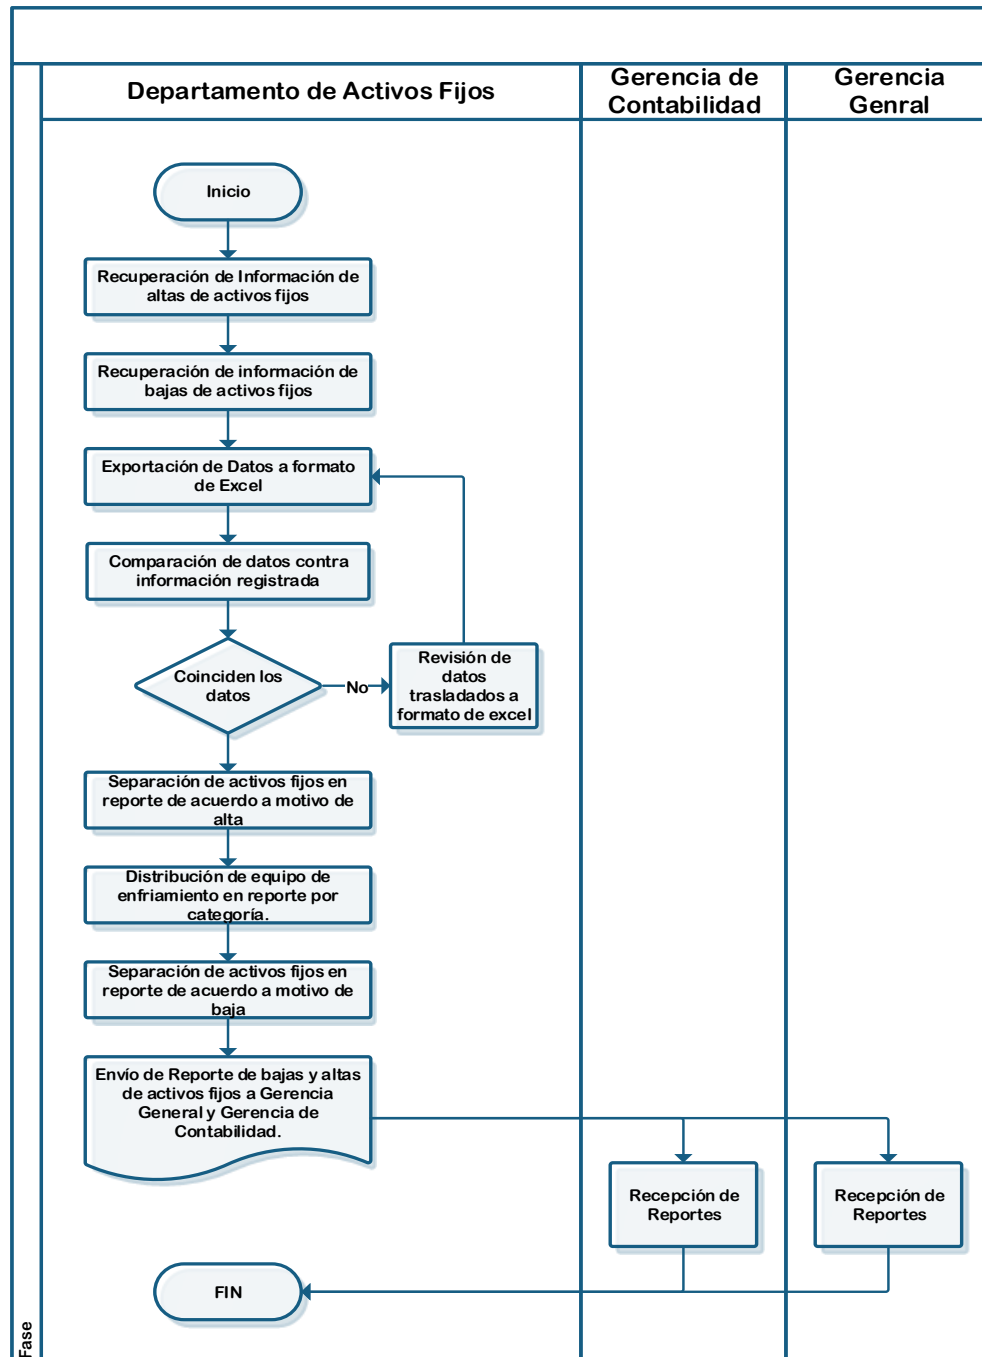 Departamento de Activos Fijos
Gerencia de
Contabilidad
Gerencia
Genral
Inicio
Recuperación de Información de
altas de activos fijos
Recuperación de información de
bajas de activos fijos
Exportación de Datos a formato
de Excel
Comparación de datos contra
información registrada
Coinciden los
datos
No
Revisión de
datos
trasladados a
formato de excel
Separación de activos fijos en
reporte de acuerdo a motivo de
alta
Distribución de equipo de
enfriamiento en reporte por
categoría.
Separación de activos fijos en
reporte de acuerdo a motivo de
baja
Envío de Reporte de bajas y altas
de activos fijos a Gerencia
General y Gerencia de
Contabilidad.
Recepción de
Reportes
Recepción de
Reportes
FIN
Fase